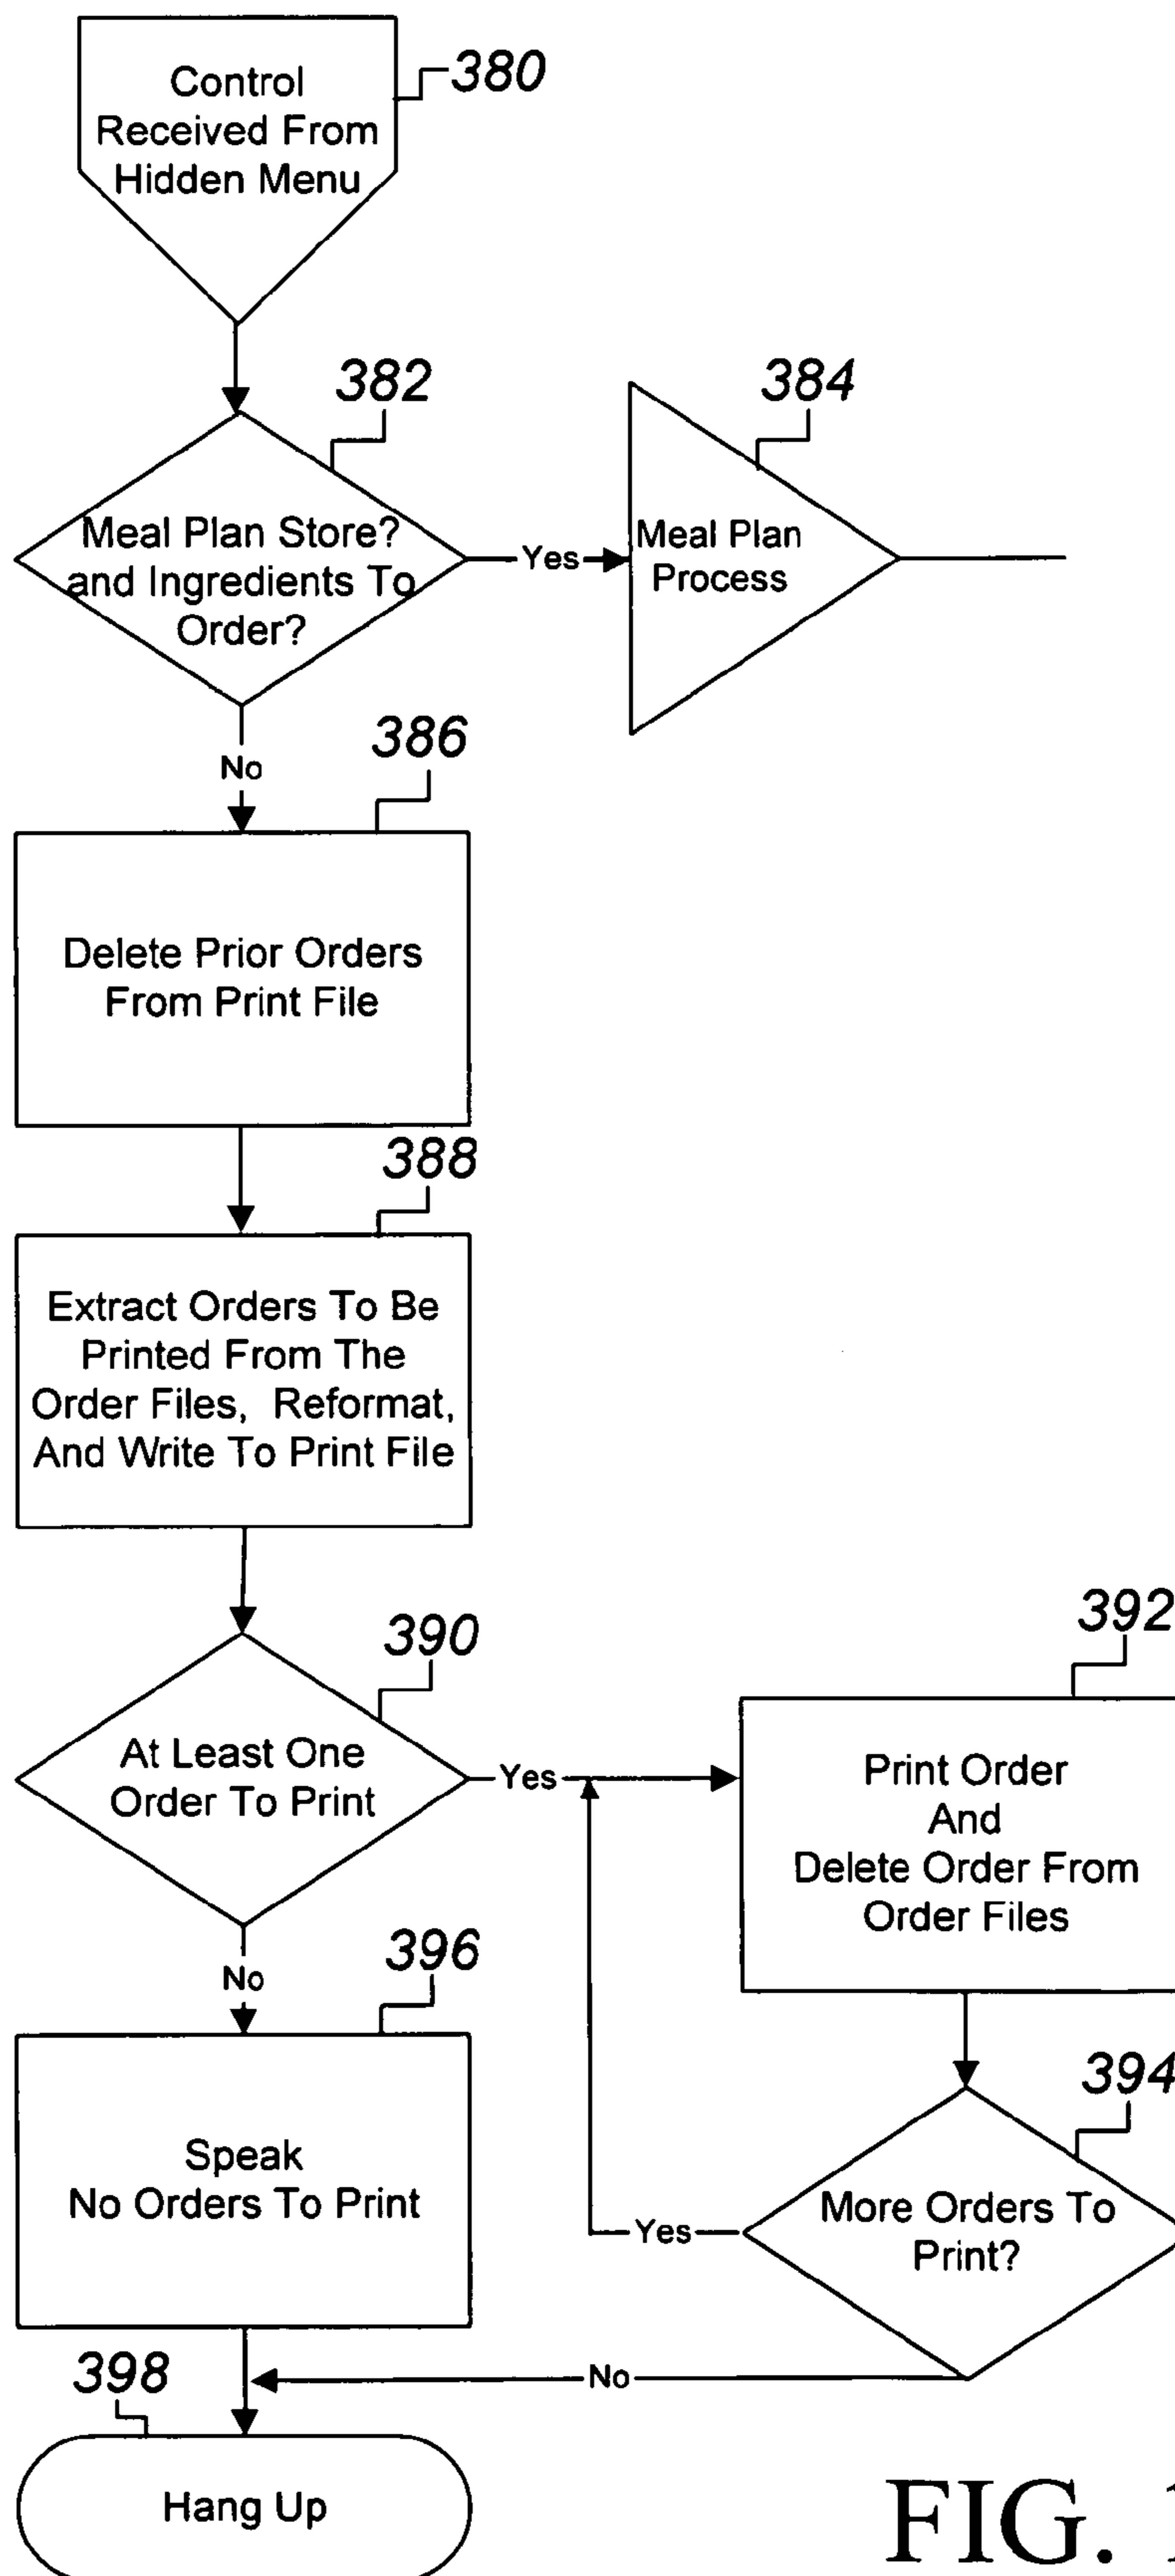 Control
Received From
Hidden Menu
380
382
Meal Plan Store?
and Ingredients To
Order?
Yes
384
Meal Plan
Process
No
386
Delete Prior Orders
From Print File
388
Extract Orders To Be
Printed From The
Order Files, Reformat,
And Write To Print File
390
At Least One
Order To Print
Yes
392
Print Order
And
Delete Order From
Order Files
No
396
Speak
No Orders To Print
394
More Orders To
Print?
Yes
No
398
Hang Up
FIG.